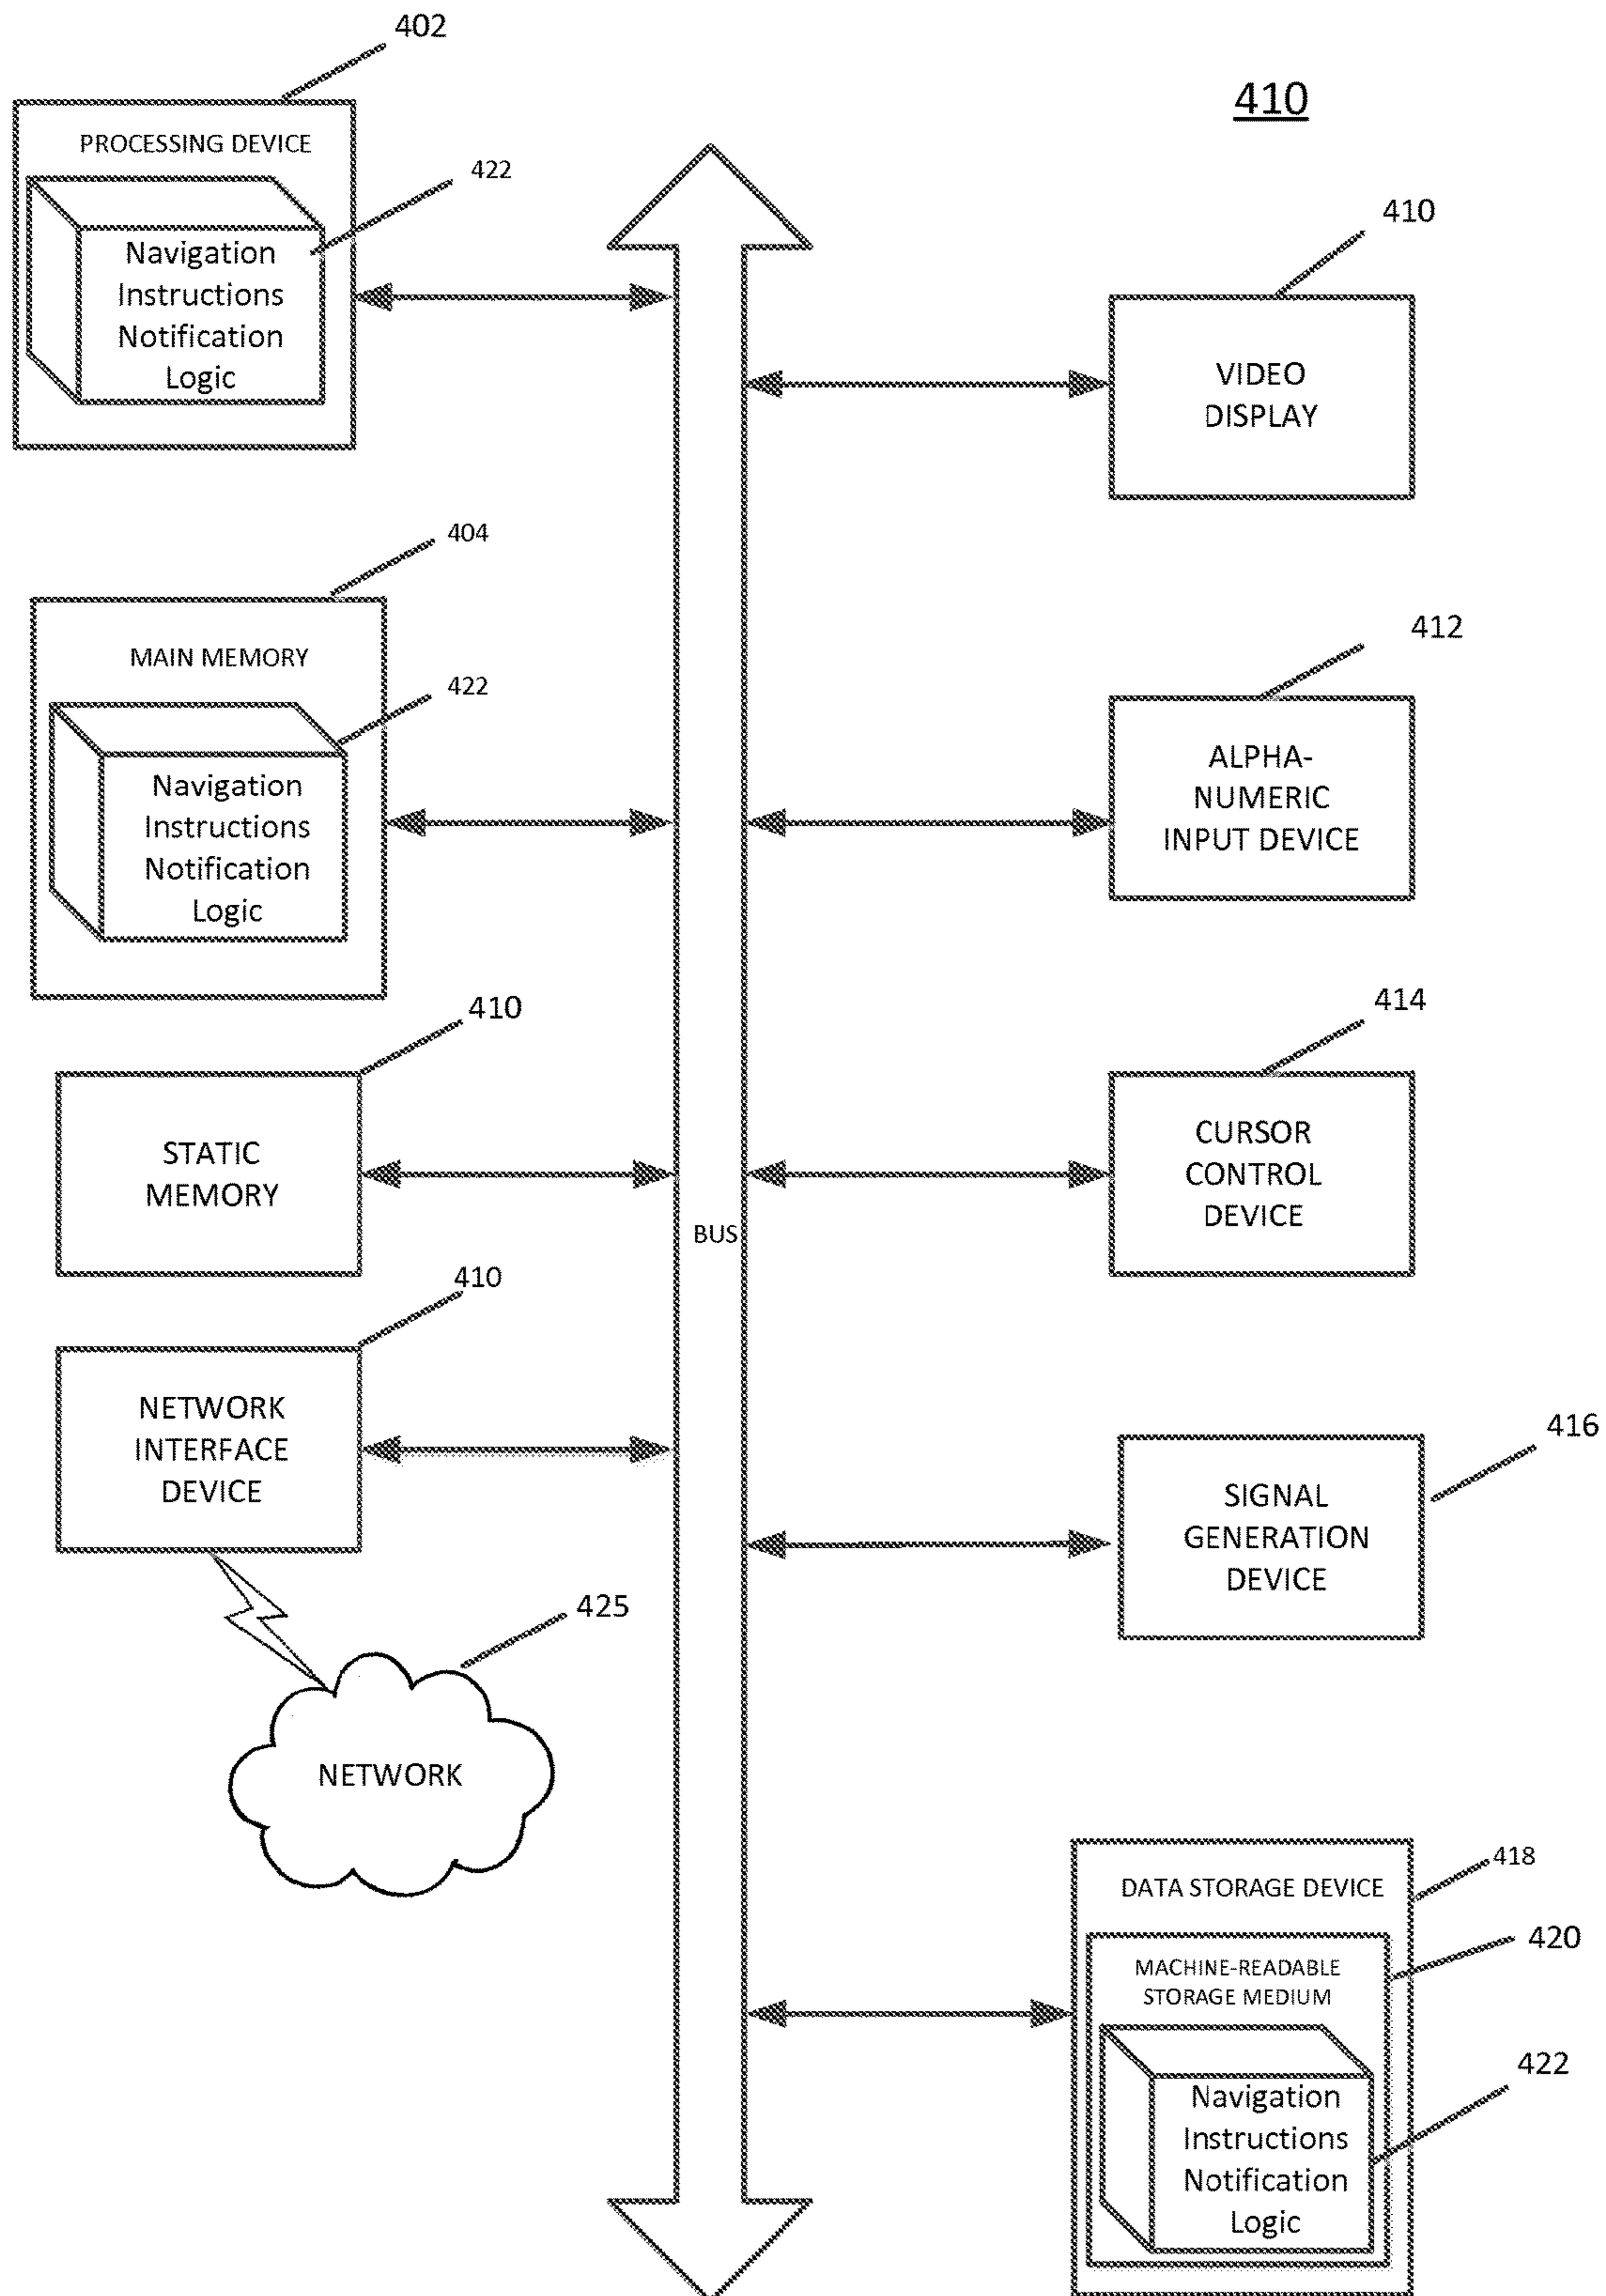 402
410
PROCESSING DEVICE
422
Navigation
Instructions
Notification
Logic
410
VIDEO
DISPLAY
404
MAIN MEMORY
422
Navigation
Instructions
Notification
Logic
412
ALPHA-
NUMERIC
INPUT DEVICE
410
STATIC
MEMORY
414
CURSOR
CONTROL
DEVICE
BUS
410
NETWORK
INTERFACE
DEVICE
416
SIGNAL
GENERATION
DEVICE
425
NETWORK
418
DATA STORAGE DEVICE
420
MACHINE-READABLE
STORAGE MEDIUM
422
Navigation
Instructions
Notification
Logic